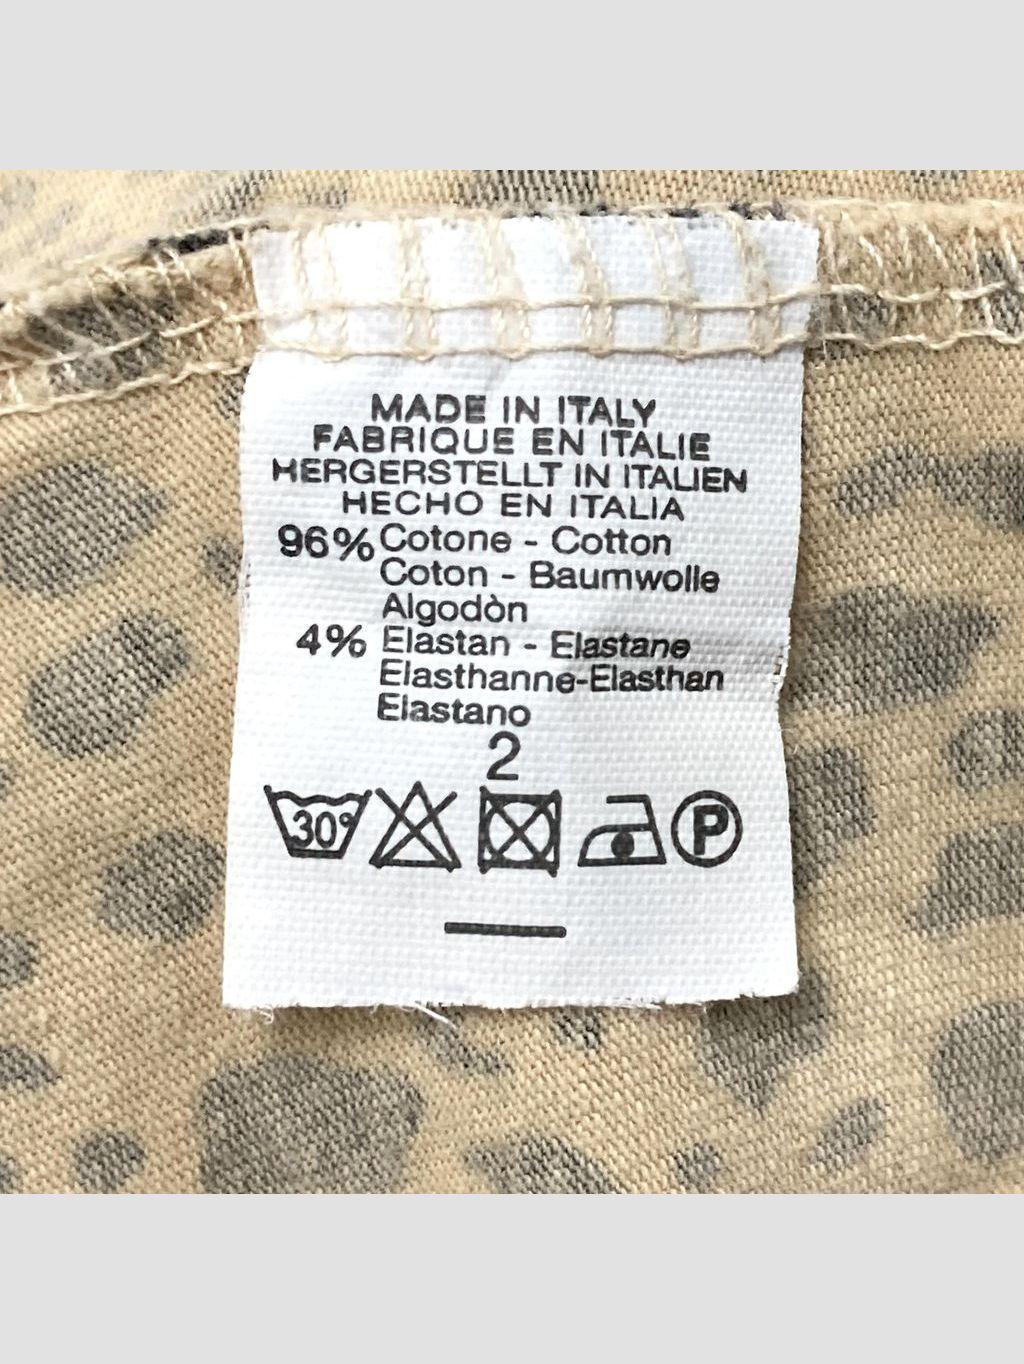 MADE IN ITALY
FABRIQUE EN ITALIE
HERGERSTELLT IN ITALIEN
HECHO EN ITALIA
96% Cotone - Cotton
Coton - Baumwolle
Algodòn
4% Elastan - Elastane
Elasthanne-Elasthan
Elastano
2
30° P